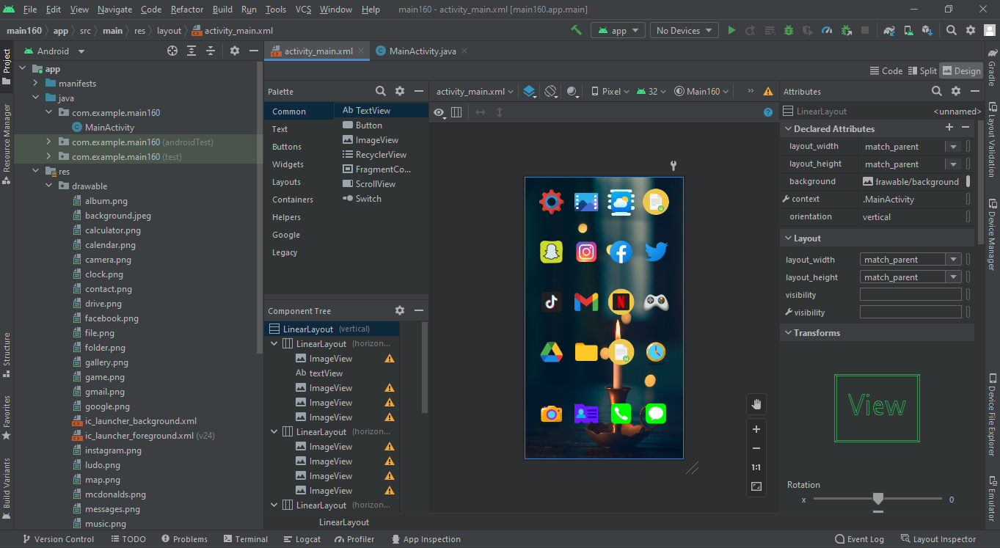 File Edit View Navigate Code Refactor Build Run Tools VCS Window Help main160 - activity_main.xml [main160.app.main]
main160 app src main res layout activity_main.xml
app
No Devices
Android
activity_main.xml
MainActivity.java
Code
Split
Design
Project
Resource Manager
Structure
Favorites
Build Variants
app
manifests
java
com.example.main160
MainActivity
com.example.main160 (androidTest)
com.example.main160 (test)
res
drawable
album.png
background.jpeg
calculator.png
calendar.png
camera.png
clock.png
contact.png
drive.png
facebook.png
file.png
folder.png
gallery.png
game.png
gmail.png
google.png
ic_launcher_background.xml
ic_launcher_foreground.xml (v24)
instagram.png
ludo.png
map.png
mcdonalds.png
messages.png
music.png
Palette
Common
Text
Buttons
Widgets
Layouts
Containers
Helpers
Google
Legacy
Ab TextView
Button
ImageView
RecyclerView
FragmentCo...
ScrollView
Switch
Component Tree
LinearLayout (vertical)
LinearLayout (horizon...
ImageView
Ab textView
ImageView
ImageView
ImageView
LinearLayout (horizon...
ImageView
ImageView
ImageView
ImageView
LinearLayout (horizon...
LinearLayout
activity_main.xml
Pixel
32
Main160
1:1
Attributes
LinearLayout <unnamed>
Declared Attributes
layout_width match_parent
layout_height match_parent
background rawable/background
context .MainActivity
orientation vertical
Layout
layout_width match_parent
layout_height match_parent
visibility
visibility
Transforms
View
Rotation
x 0
Gradle
Layout Validation
Device Manager
Device File Explorer
Emulator
Version Control TODO Problems Terminal Logcat Profiler App Inspection Event Log Layout Inspector